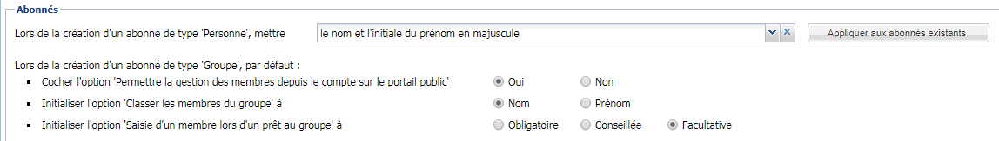 Abonnés
Lors de la création d'un abonné de type 'Personne', mettre le nom et l'initiale du prénom en majuscule Appliquer aux abonnés existants
Lors de la création d'un abonné de type 'Groupe', par défaut :
▪ Cocher l'option 'Permettre la gestion des membres depuis le compte sur le portail public' Oui Non
▪ Initialiser l'option 'Classer les membres du groupe' à Nom Prénom
▪ Initialiser l'option 'Saisie d'un membre lors d'un prêt au groupe' à Obligatoire Conseillée Facultative